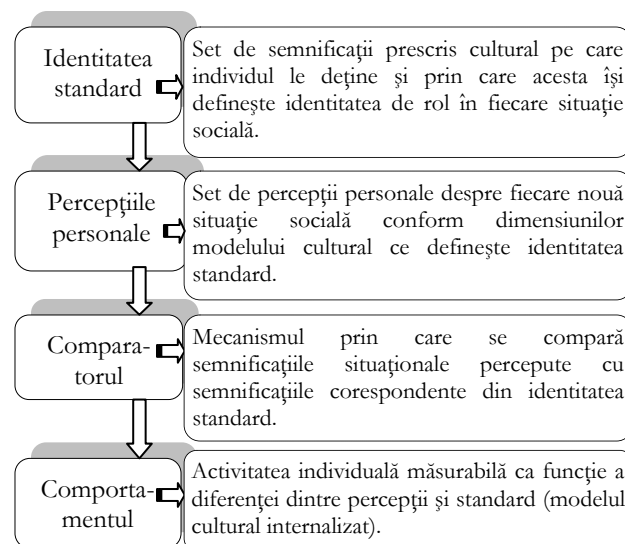 Identitatea
standard
Set de semnificaţii prescris cultural pe care
individul le deţine şi prin care acesta îşi
defineşte identitatea de rol în fiecare situaţie
socială.
Percepţiile
personale
Set de percepţii personale despre fiecare nouă
situaţie socială conform dimensiunilor
modelului cultural ce defineşte identitatea
standard.
Compara-
torul
Mecanismul prin care se compară
semnificaţiile situaţionale percepute cu
semnificaţiile corespondente din identitatea
standard.
Comporta-
mentul
Activitatea individuală măsurabilă ca funcţie a
diferenţei dintre percepţii şi standard (modelul
cultural internalizat).